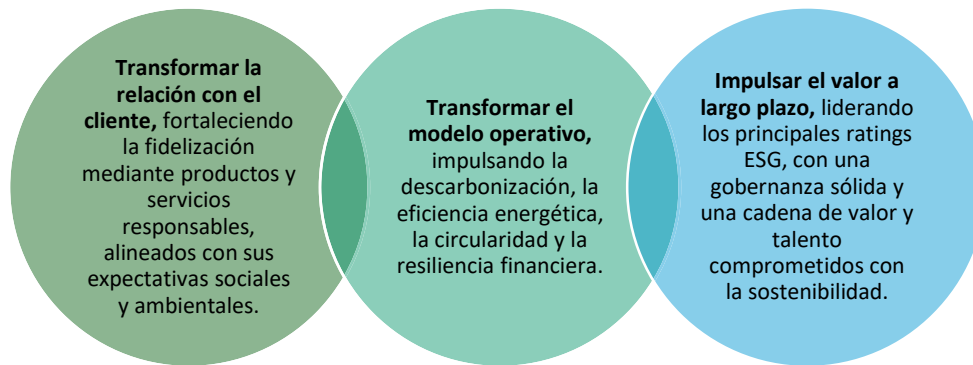 Transformar la
relación con el
cliente, fortaleciendo
la fidelización
mediante productos y
servicios
responsables,
alineados con sus
expectativas sociales
y ambientales.
Transformar el
modelo operativo,
impulsando la
descarbonización, la
eficiencia energética,
la circularidad y la
resiliencia financiera.
Impulsar el valor a
largo plazo, liderando
los principales ratings
ESG, con una
gobernanza sólida y
una cadena de valor y
talento
comprometidos con
la sostenibilidad.